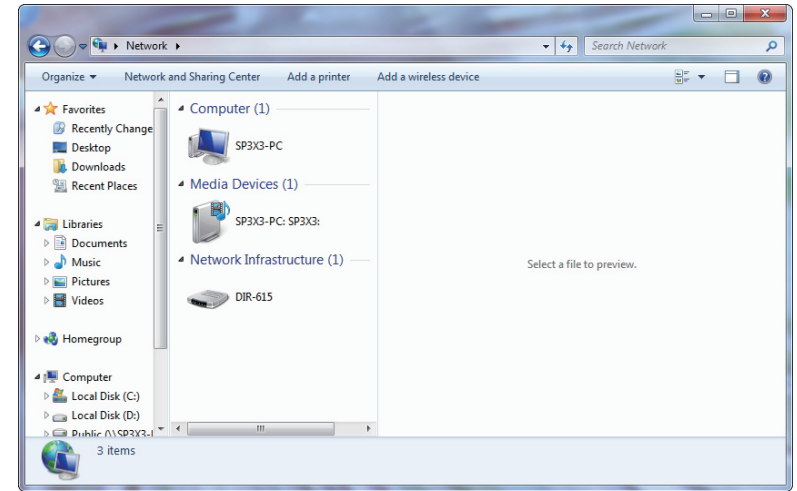 Network
Search Network
Organize
Network and Sharing Center
Add a printer
Add a wireless device
Favorites
Recently Change
Desktop
Downloads
Recent Places
Libraries
Documents
Music
Pictures
Videos
Homegroup
Computer
Local Disk (C:)
Local Disk (D:)
Public (\\SP3X3-
Computer (1)
SP3X3-PC
Media Devices (1)
SP3X3-PC: SP3X3:
Network Infrastructure (1)
DIR-615
Select a file to preview.
3 items